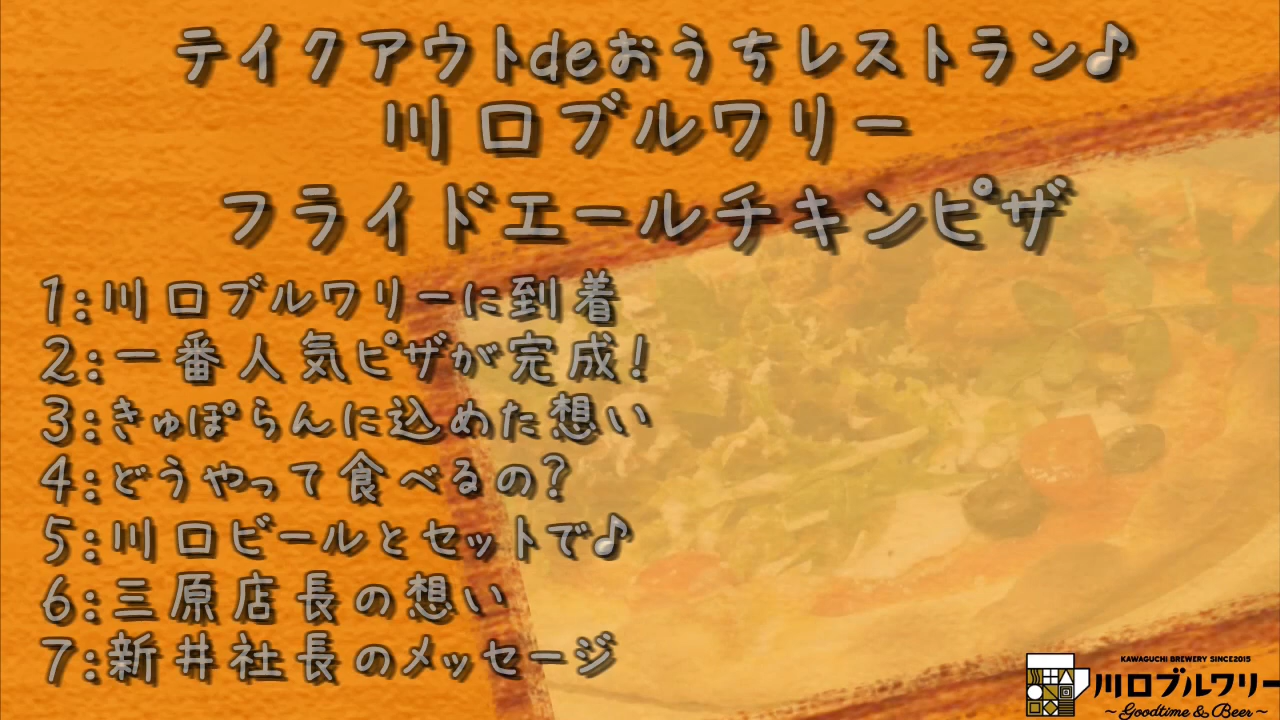 テイクアウトdeおうちレストラン♪
川口ブルワリー
フライドエールチキンピザ
1:川口ブルワリーに到着
2:一番人気ピザが完成!
3:きゅぽらんに込めた想い
4:どうやって食べるの?
5:川口ビールとセットで♪
6:三原店長の想い
7:新井社長のメッセージ
KAWAGUCHI BREWERY SINCE2015
川口ブルワリー
～Goodtime & Beer～